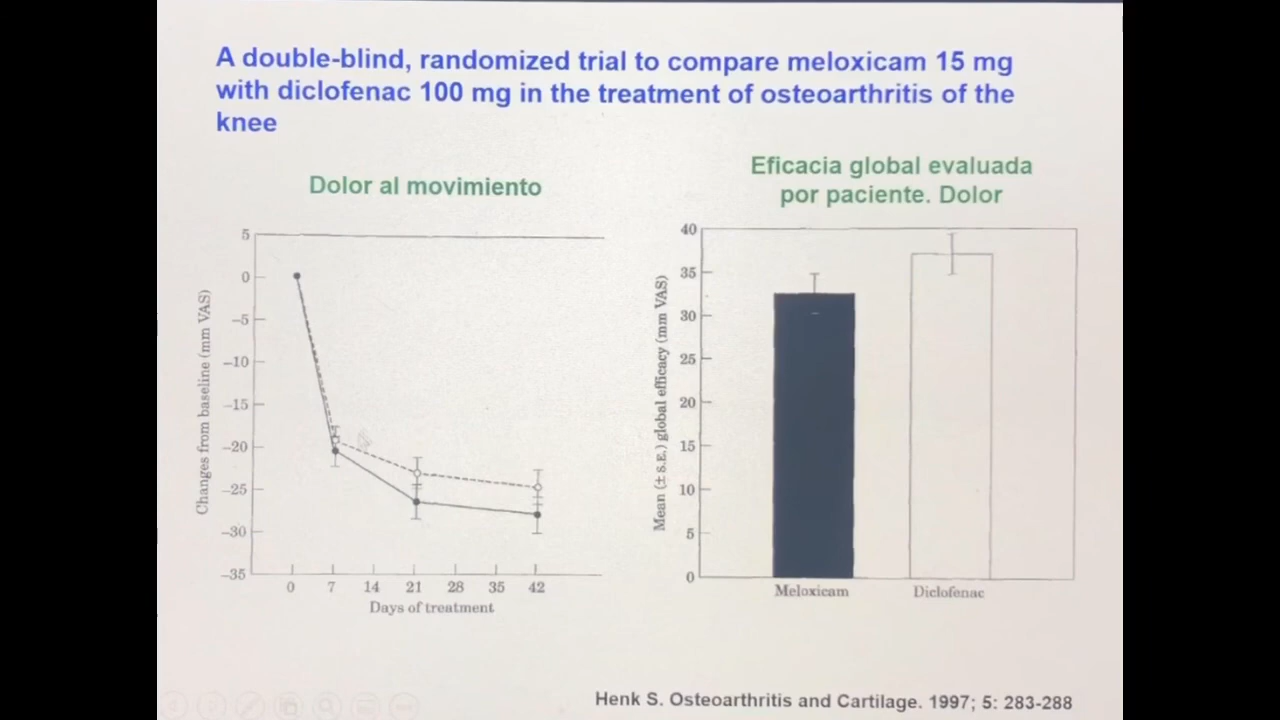 A double-blind, randomized trial to compare meloxicam 15 mg
with diclofenac 100 mg in the treatment of osteoarthritis of the
knee
Dolor al movimiento
Eficacia global evaluada
por paciente. Dolor
Changes from baseline (mm VAS)
5
0
–5
–10
–15
–20
–25
–30
–35
0 7 14 21 28 35 42
Days of treatment
Mean (± S.E.) global efficacy (mm VAS)
40
35
30
25
20
15
10
5
0
Meloxicam Diclofenac
Henk S. Osteoarthritis and Cartilage. 1997; 5: 283-288